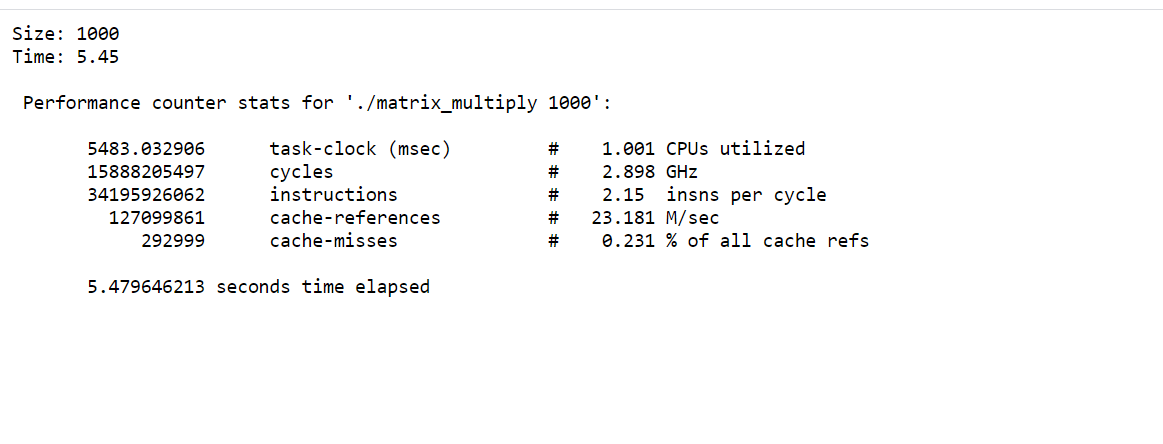 Size: 1000
Time: 5.45
Performance counter stats for './matrix_multiply 1000':
5483.032906 task-clock (msec) # 1.001 CPUs utilized
15888205497 cycles # 2.898 GHz
34195926062 instructions # 2.15 insns per cycle
127099861 cache-references # 23.181 M/sec
292999 cache-misses # 0.231 % of all cache refs
5.479646213 seconds time elapsed